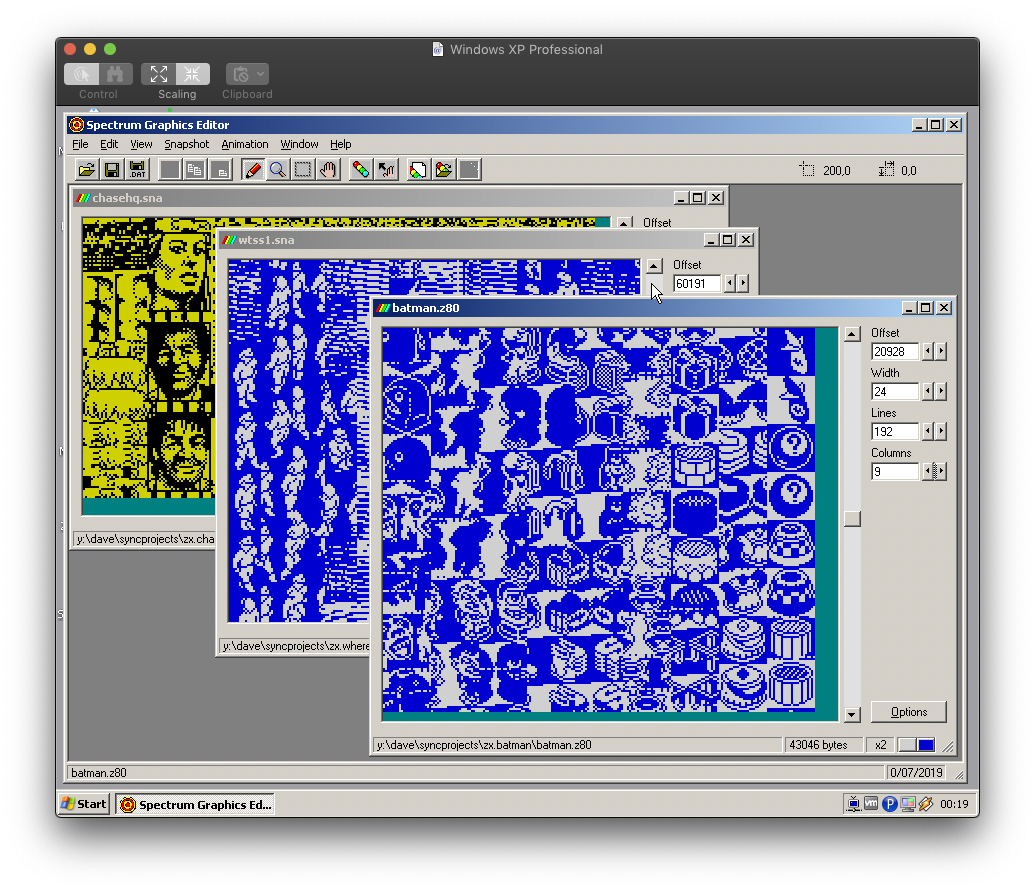 Windows XP Professional
Control
Scaling
Clipboard
Spectrum Graphics Editor
File Edit View Snapshot Animation Window Help
.DAT
200,0
0,0
chasehq.sna
Offset
wtss1.sna
Offset
60191
batman.z80
Offset
20928
Width
24
Lines
192
Columns
9
Options
y:\dave\syncprojects\zx.cha
y:\dave\syncprojects\zx.where
y:\dave\syncprojects\zx.batman\batman.z80
43046 bytes
x2
batman.z80
0/07/2019
Start
Spectrum Graphics Ed...
vm
P
00:19